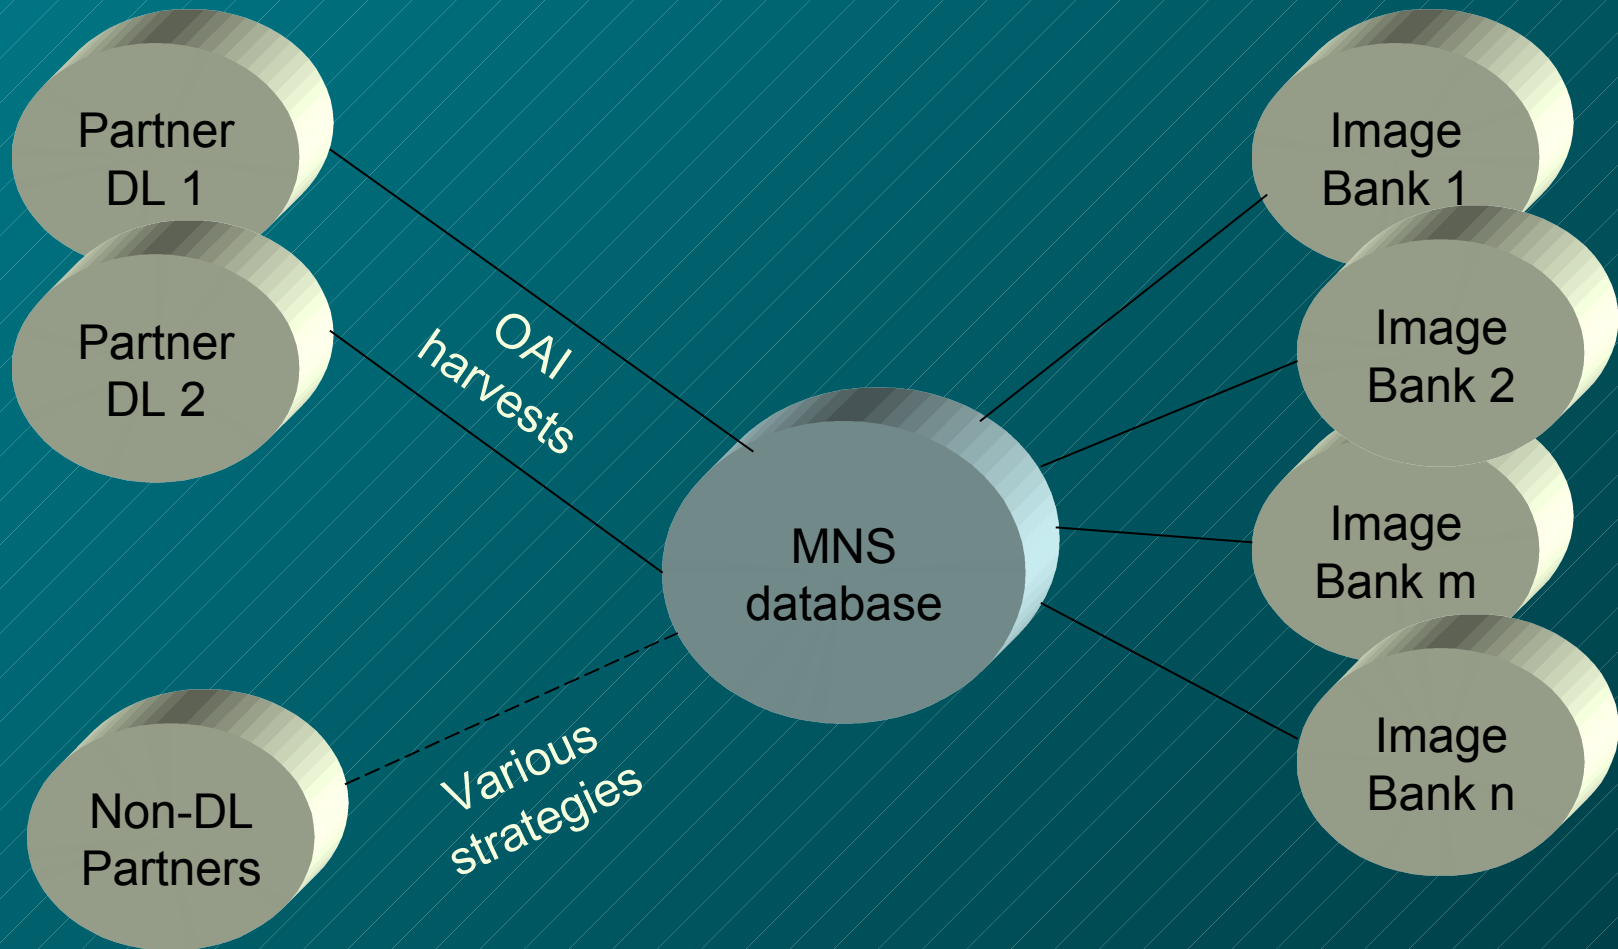 Partner
DL 1
Partner
DL 2
OAI
harvests
Non-DL
Partners
Various
strategies
MNS
database
Image
Bank 1
Image
Bank 2
Image
Bank m
Image
Bank n